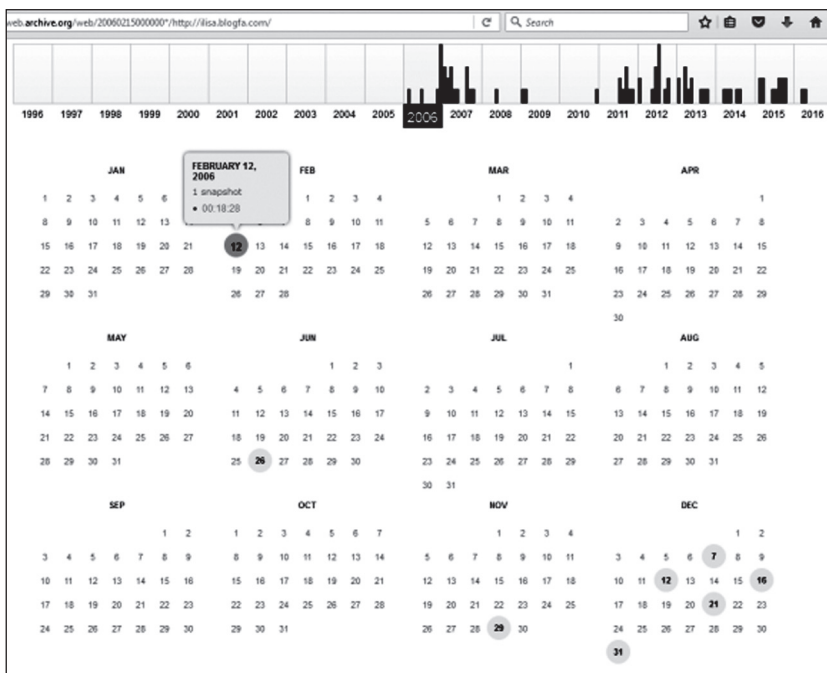 web.archive.org/web/20060215000000*/http://ilisa.blogfa.com/ Search
1996 1997 1998 1999 2000 2001 2002 2003 2004 2005 2006 2007 2008 2009 2010 2011 2012 2013 2014 2015 2016
FEBRUARY 12,
2006
1 snapshot
• 00:18:28
JAN FEB MAR APR
1 2 3 4 5 6 1 2 3 4 1 2 3 4 1
8 9 10 11 12 13 8 9 10 11 5 6 7 8 9 10 11 2 3 4 5 6 7 8
15 16 17 18 19 20 21 12 13 14 15 16 17 18 12 13 14 15 16 17 18 9 10 11 12 13 14 15
22 23 24 25 26 27 28 19 20 21 22 23 24 25 19 20 21 22 23 24 25 16 17 18 19 20 21 22
29 30 31 26 27 28 26 27 28 29 30 31 23 24 25 26 27 28 29
30
MAY JUN JUL AUG
1 2 3 4 5 6 1 2 3 1 1 2 3 4 5
7 8 9 10 11 12 13 4 5 6 7 8 9 10 2 3 4 5 6 7 8 6 7 8 9 10 11 12
14 15 16 17 18 19 20 11 12 13 14 15 16 17 9 10 11 12 13 14 15 13 14 15 16 17 18 19
21 22 23 24 25 26 27 18 19 20 21 22 23 24 16 17 18 19 20 21 22 20 21 22 23 24 25 26
28 29 30 31 25 26 27 28 29 30 23 24 25 26 27 28 29 27 28 29 30 31
30 31
SEP OCT NOV DEC
1 2 1 2 3 4 5 6 7 1 2 3 4 1 2
3 4 5 6 7 8 9 8 9 10 11 12 13 14 5 6 7 8 9 10 11 3 4 5 6 7 8 9
10 11 12 13 14 15 16 15 16 17 18 19 20 21 12 13 14 15 16 17 18 10 11 12 13 14 15 16
17 18 19 20 21 22 23 22 23 24 25 26 27 28 19 20 21 22 23 24 25 17 18 19 20 21 22 23
24 25 26 27 28 29 30 29 30 31 26 27 28 29 30 24 25 26 27 28 29 30
31